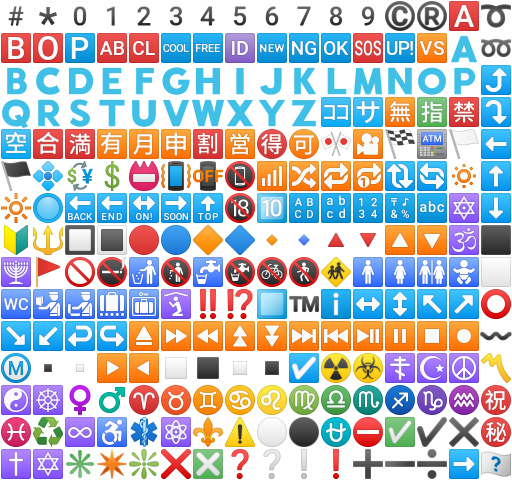 # * 0 1 2 3 4 5 6 7 8 9 © ® A
B O P AB CL COOL FREE ID NEW NG OK SOS UP! VS A
B C D E F G H I J K L M N O P
Q R S T U V W X Y Z ココ サ 無 指 禁
空 合 満 有 月 申 割 営 得 可 ATM
¥ $ OFF
BACK END ON! SOON TOP 18 10 ABCD abcd 1234 &% abc
WC !! !? TM i
M
祝
秘
? ? ! ! ?